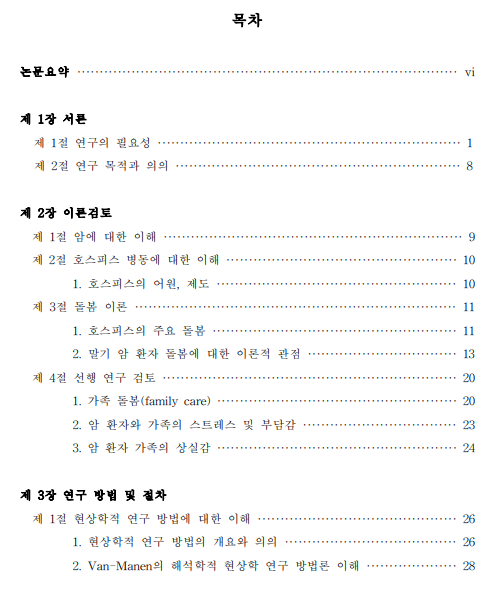 목차
논문요약 ······ vi
제 1장 서론
제 1절 연구의 필요성 ······ 1
제 2절 연구 목적과 의의 ······ 8
제 2장 이론검토
제 1절 암에 대한 이해 ······ 9
제 2절 호스피스 병동에 대한 이해 ······ 10
1. 호스피스의 어원, 제도 ······ 10
제 3절 돌봄 이론 ······ 11
1. 호스피스의 주요 돌봄 ······ 11
2. 말기 암 환자 돌봄에 대한 이론적 관점 ······ 13
제 4절 선행 연구 검토 ······ 20
1. 가족 돌봄(family care) ······ 20
2. 암 환자와 가족의 스트레스 및 부담감 ······ 23
3. 암 환자 가족의 상실감 ······ 24
제 3장 연구 방법 및 절차
제 1절 현상학적 연구 방법에 대한 이해 ······ 26
1. 현상학적 연구 방법의 개요와 의의 ······ 26
2. Van-Manen의 해석학적 현상학 연구 방법론 이해 ······ 28